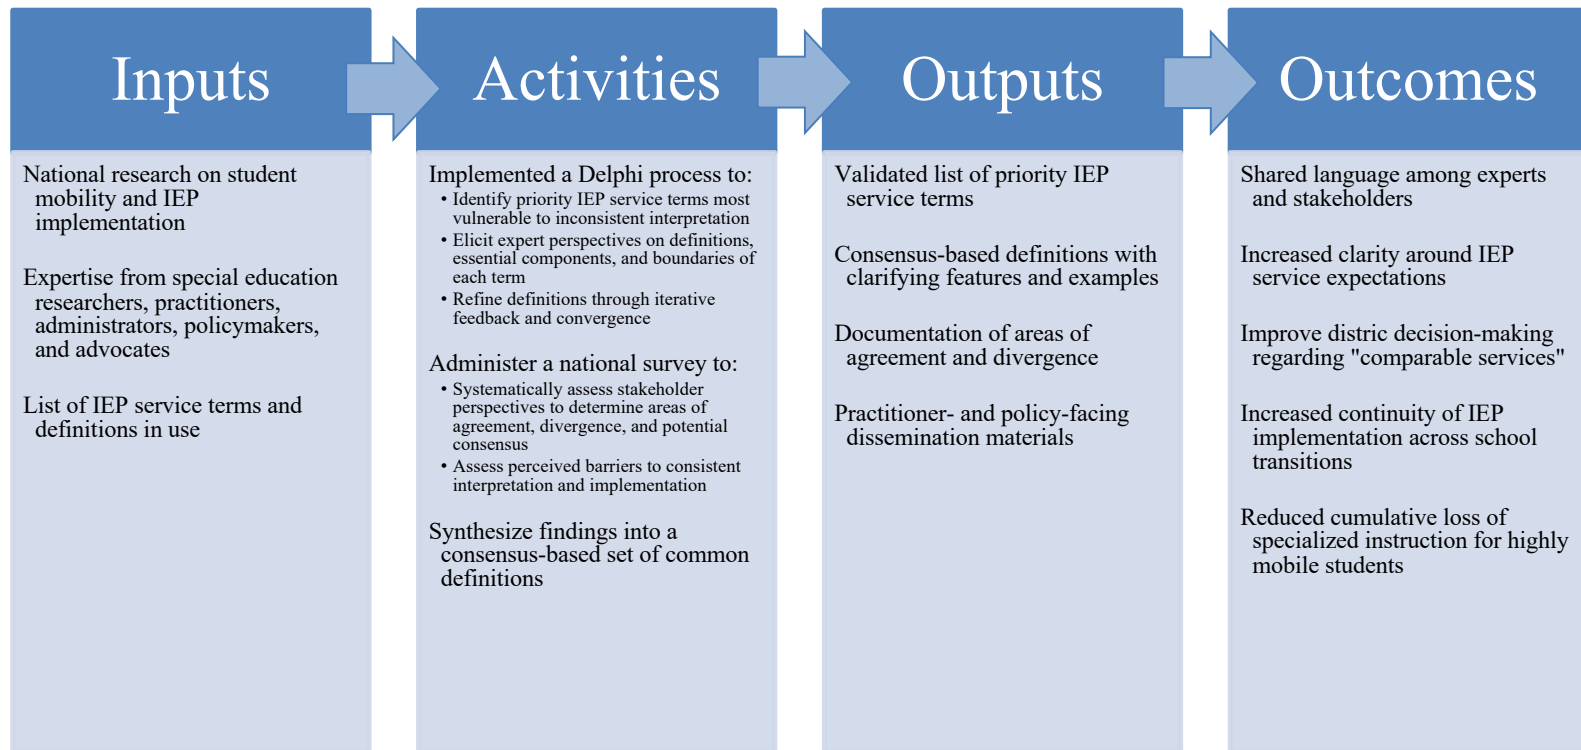 Inputs
National research on student
mobility and IEP
implementation
Expertise from special education
researchers, practitioners,
administrators, policymakers,
and advocates
List of IEP service terms and
definitions in use
Activities
Implemented a Delphi process to:
• Identify priority IEP service terms most
vulnerable to inconsistent interpretation
• Elicit expert perspectives on definitions,
essential components, and boundaries of
each term
• Refine definitions through iterative
feedback and convergence
Administer a national survey to:
• Systematically assess stakeholder
perspectives to determine areas of
agreement, divergence, and potential
consensus
• Assess perceived barriers to consistent
interpretation and implementation
Synthesize findings into a
consensus-based set of common
definitions
Outputs
Validated list of priority IEP
service terms
Consensus-based definitions with
clarifying features and examples
Documentation of areas of
agreement and divergence
Practitioner- and policy-facing
dissemination materials
Outcomes
Shared language among experts
and stakeholders
Increased clarity around IEP
service expectations
Improve distric decision-making
regarding "comparable services"
Increased continuity of IEP
implementation across school
transitions
Reduced cumulative loss of
specialized instruction for highly
mobile students